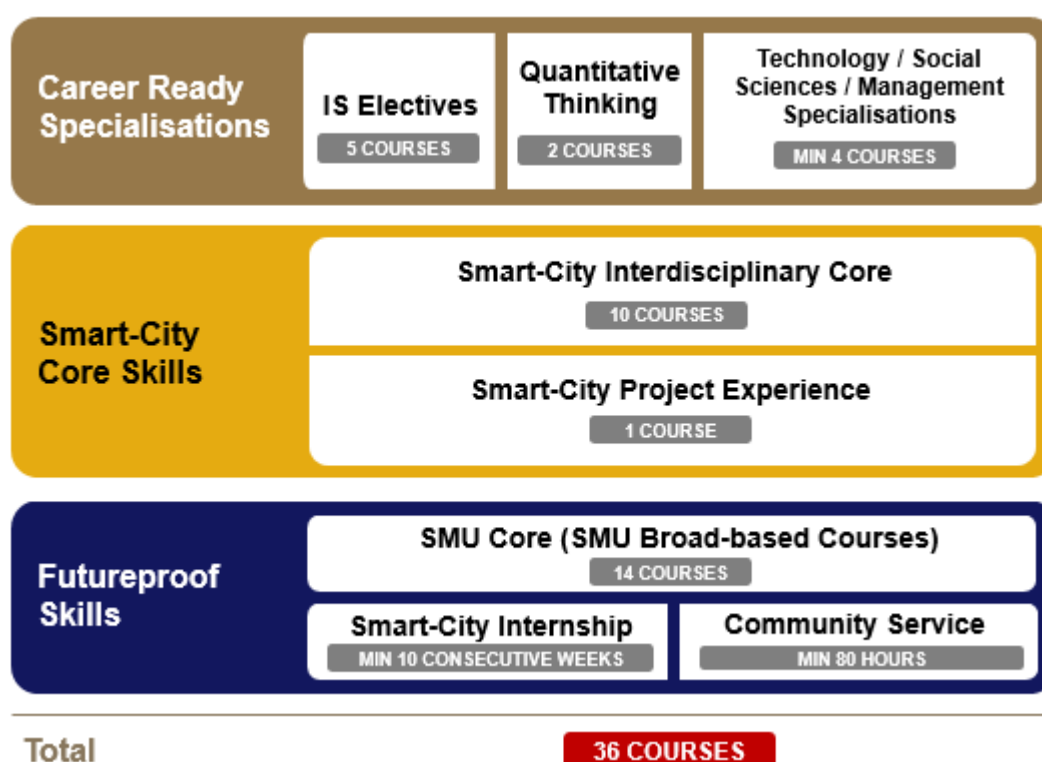 Career Ready
Specialisations
IS Electives
5 COURSES
Quantitative
Thinking
2 COURSES
Technology / Social
Sciences / Management
Specialisations
MIN 4 COURSES
Smart-City
Core Skills
Smart-City Interdisciplinary Core
10 COURSES
Smart-City Project Experience
1 COURSE
Futureproof
Skills
SMU Core (SMU Broad-based Courses)
14 COURSES
Smart-City Internship
MIN 10 CONSECUTIVE WEEKS
Community Service
MIN 80 HOURS
Total
36 COURSES